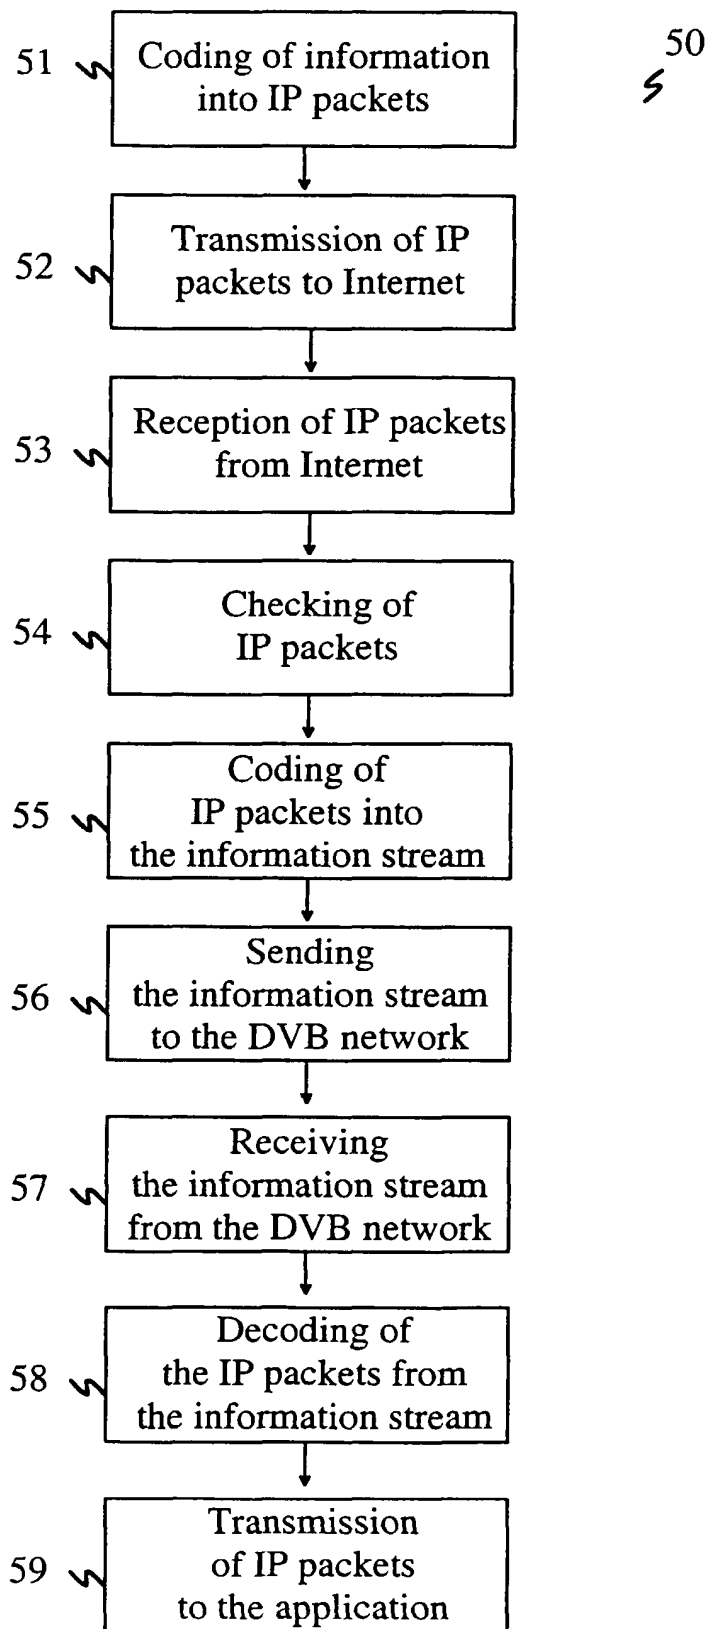 50
51
Coding of information
into IP packets
52
Transmission of IP
packets to Internet
53
Reception of IP packets
from Internet
54
Checking of
IP packets
55
Coding of
IP packets into
the information stream
56
Sending
the information stream
to the DVB network
57
Receiving
the information stream
from the DVB network
58
Decoding of
the IP packets from
the information stream
59
Transmission
of IP packets
to the application